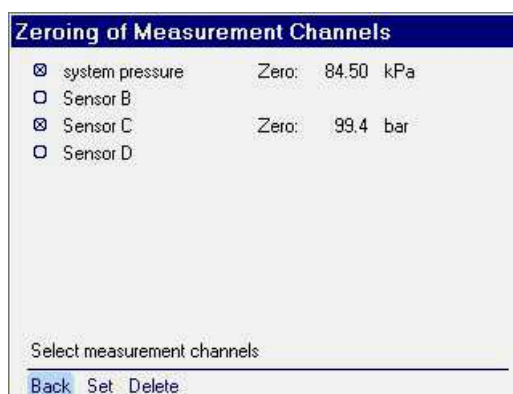 Zeroing of Measurement Channels
system pressure Zero: 84.50 kPa
Sensor B
Sensor C Zero: 99.4 bar
Sensor D
Select measurement channels
Back Set Delete